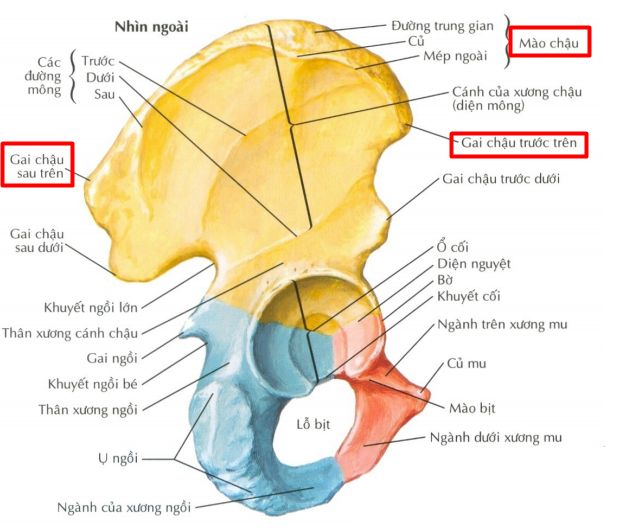 Nhìn ngoài
Đường trung gian
Củ
Mép ngoài
Mào chậu
Các
đường
mông
Trước
Dưới
Sau
Cánh của xương chậu
(diện mông)
Gai chậu trước trên
Gai chậu
sau trên
Gai chậu trước dưới
Gai chậu
sau dưới
Ổ cối
Diện nguyệt
Bờ
Khuyết cối
Khuyết ngồi lớn
Thân xương cánh chậu
Gai ngồi
Khuyết ngồi bé
Thân xương ngồi
Ngành trên xương mu
Củ mu
Mào bịt
Lỗ bịt
Ngành dưới xương mu
Ụ ngồi
Ngành của xương ngồi